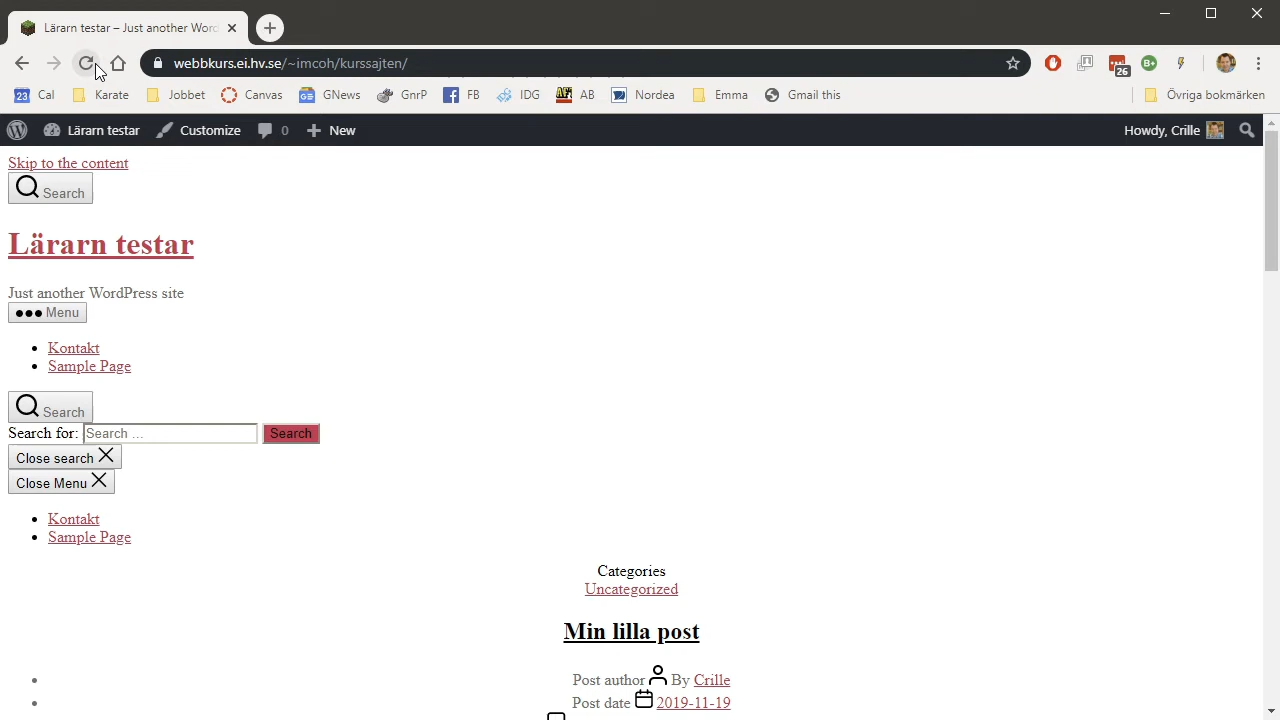 Lärarn testar – Just another Word
webbkurs.ei.hv.se/~imcoh/kurssajten/
26
B+
23 Cal Karate Jobbet Canvas GNews GnrP FB IDG AB Nordea Emma Gmail this Övriga bokmärken
Lärarn testar Customize 0 New Howdy, Crille
Skip to the content
Search
Lärarn testar
Just another WordPress site
Menu
Kontakt
Sample Page
Search
Search for: Search … Search
Close search
Close Menu
Kontakt
Sample Page
Categories
Uncategorized
Min lilla post
Post author By Crille
Post date 2019-11-19